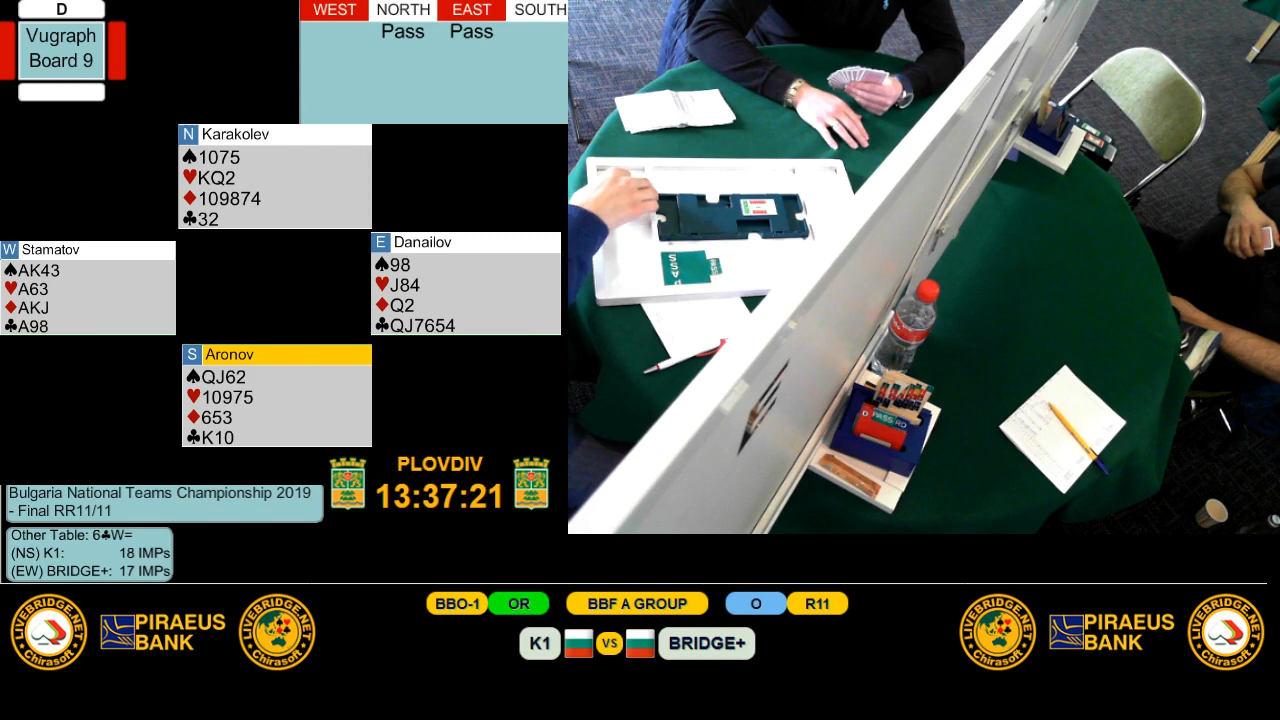 D
Vugraph
Board 9
WEST NORTH EAST SOUTH
Pass Pass
N Karakolev
♠1075
♥KQ2
♦109874
♣32
W Stamatov
♠AK43
♥A63
♦AKJ
♣A98
E Danailov
♠98
♥J84
♦Q2
♣QJ7654
S Aronov
♠QJ62
♥10975
♦653
♣K10
PLOVDIV
13:37:21
Bulgaria National Teams Championship 2019
- Final RR11/11
Other Table: 6♣W=
(NS) K1: 18 IMPs
(EW) BRIDGE+: 17 IMPs
LIVEBRIDGE.NET
Chirasoft
PIRAEUS
BANK
LIVEBRIDGE.NET
Chirasoft
BBO-1 OR BBF A GROUP O R11
K1 VS BRIDGE+
LIVEBRIDGE.NET
Chirasoft
PIRAEUS
BANK
LIVEBRIDGE.NET
Chirasoft
PASS